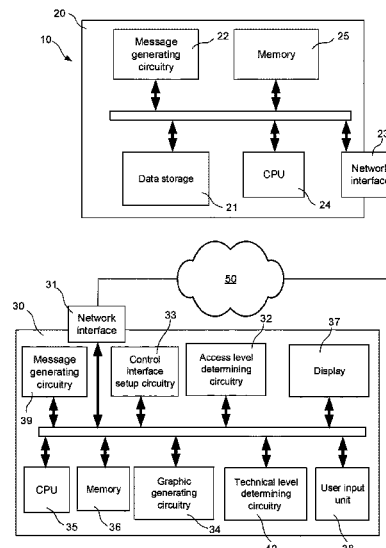 20
10
Message
generating
circuitry
22
Memory
25
23
Data storage
21
CPU
24
Network
interface
50
31
30
Network
interface
33
32
37
Message
generating
circuitry
39
Control
interface
setup circuitry
Access level
determining
circuitry
Display
CPU
35
Memory
36
Graphic
generating
circuitry
34
Technical level
determining
circuitry
User input
unit